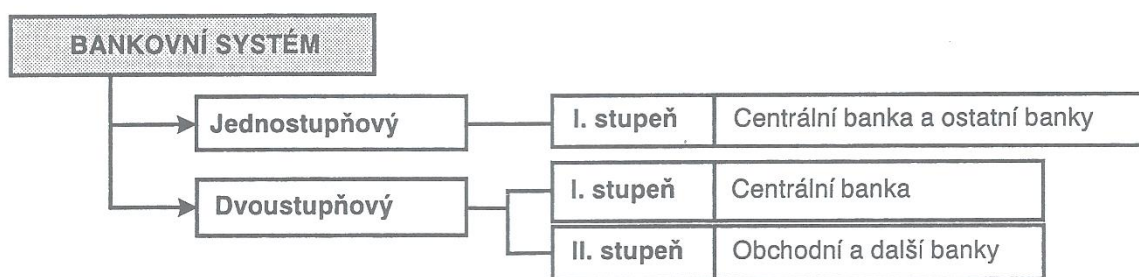 BANKOVNÍ SYSTÉM
Jednostupňový
I. stupeň Centrální banka a ostatní banky
Dvoustupňový
I. stupeň Centrální banka
II. stupeň Obchodní a další banky